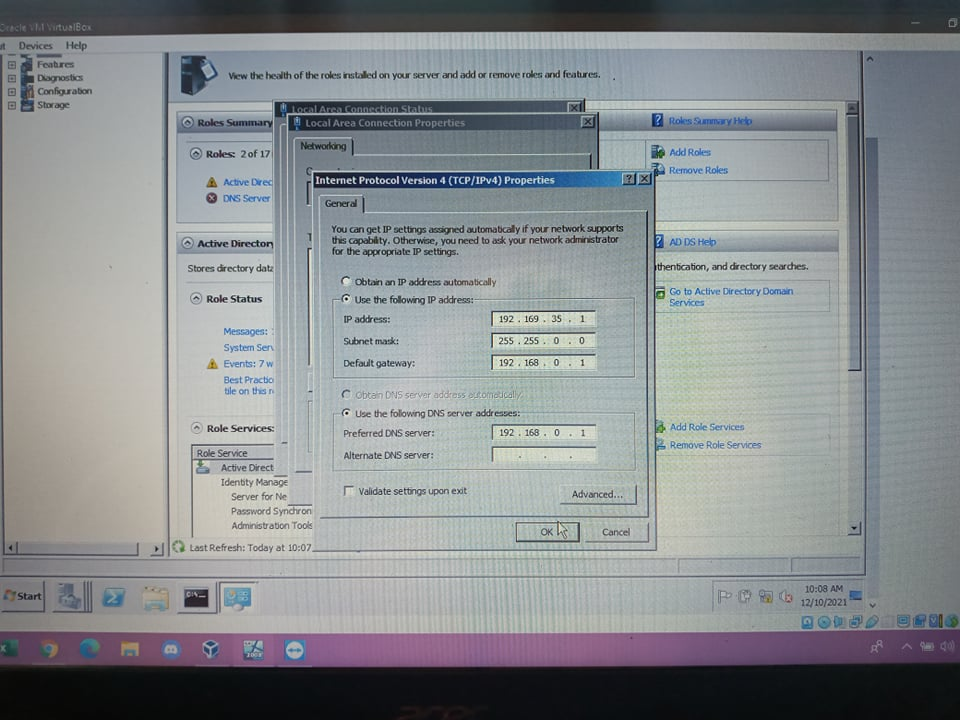 Oracle VM VirtualBox
Devices Help
Features
Diagnostics
Configuration
Storage
View the health of the roles installed on your server and add or remove roles and features.
Local Area Connection Status
Roles Summary
Local Area Connection Properties
Roles Summary Help
Networking
Roles: 2 of 17
Add Roles
Remove Roles
Internet Protocol Version 4 (TCP/IPv4) Properties
Active Direc
DNS Server
General
You can get IP settings assigned automatically if your network supports
this capability. Otherwise, you need to ask your network administrator
for the appropriate IP settings.
Active Directory
AD DS Help
Stores directory data
uthentication, and directory searches.
Obtain an IP address automatically
Use the following IP address:
Role Status
Go to Active Directory Domain
Services
IP address: 192 . 169 . 35 . 1
Messages:
Subnet mask: 255 . 255 . 0 . 0
System Serv
Default gateway: 192 . 168 . 0 . 1
Events: 7 w
Best Practic
tile on this r
Obtain DNS server address automatically
Use the following DNS server addresses:
Role Services:
Add Role Services
Preferred DNS server: 192 . 168 . 0 . 1
Remove Role Services
Role Service
Alternate DNS server: . . .
Active Direct
Identity Manage
Server for Ne
Password Synchron
Administration Tools
Validate settings upon exit
Advanced...
OK
Cancel
Last Refresh: Today at 10:07
Start
10:08 AM
12/10/2021
acer